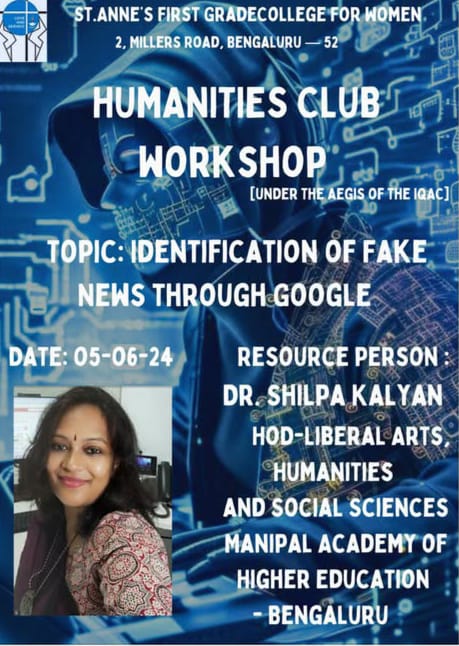 ST.ANNE'S FIRST GRADECOLLEGE FOR WOMEN
2, MILLERS ROAD, BENGALURU — 52
HUMANITIES CLUB
WORKSHOP
[UNDER THE AEGIS OF THE IQAC]
TOPIC: IDENTIFICATION OF FAKE
NEWS THROUGH GOOGLE
DATE: 05-06-24
RESOURCE PERSON :
DR. SHILPA KALYAN
HOD-LIBERAL ARTS,
HUMANITIES
AND SOCIAL SCIENCES
MANIPAL ACADEMY OF
HIGHER EDUCATION
- BENGALURU